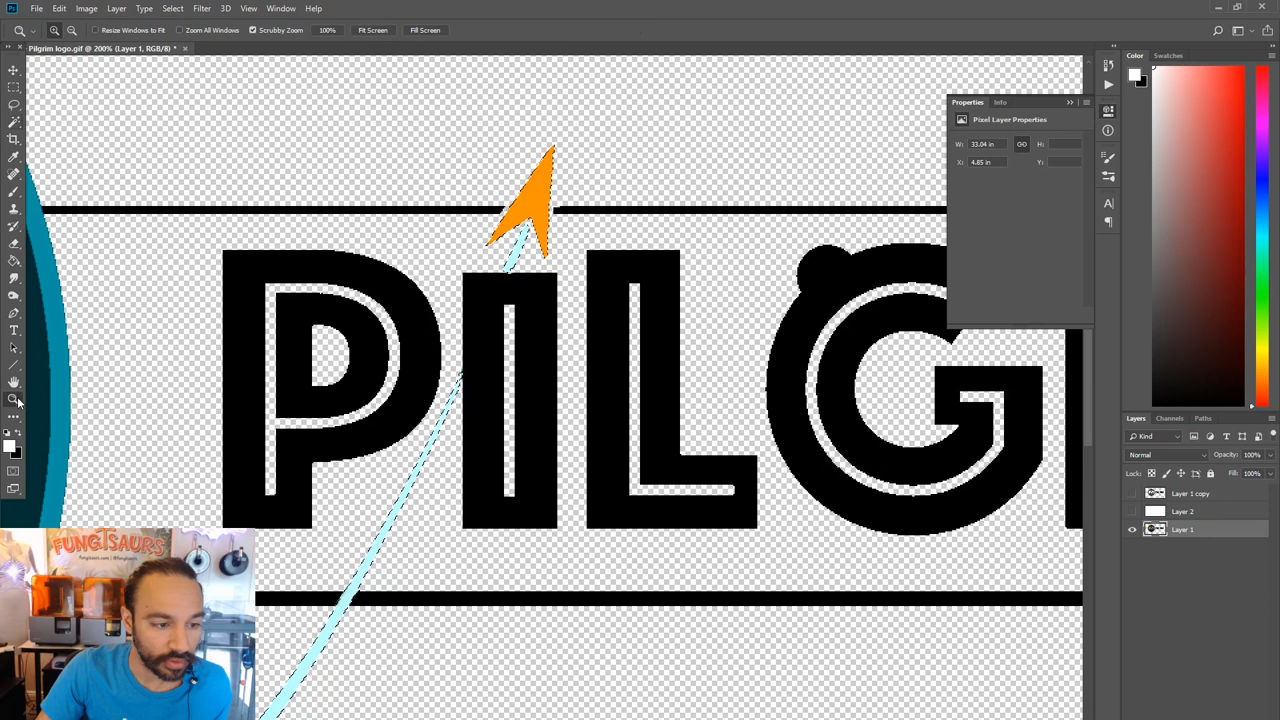 File Edit Image Layer Type Select Filter 3D View Window Help
Resize Windows to Fit Zoom All Windows Scrubby Zoom 100% Fit Screen Fill Screen
Pilgrim logo.gif @ 200% (Layer 1, RGB/8) *
Color Swatches
Properties Info
Pixel Layer Properties
W: 33.04 in H:
X: 4.85 in Y:
PILG
Layers Channels Paths
Kind
Normal Opacity: 100%
Lock: Fill: 100%
Layer 1 copy
Layer 2
Layer 1
FUNGISAURS